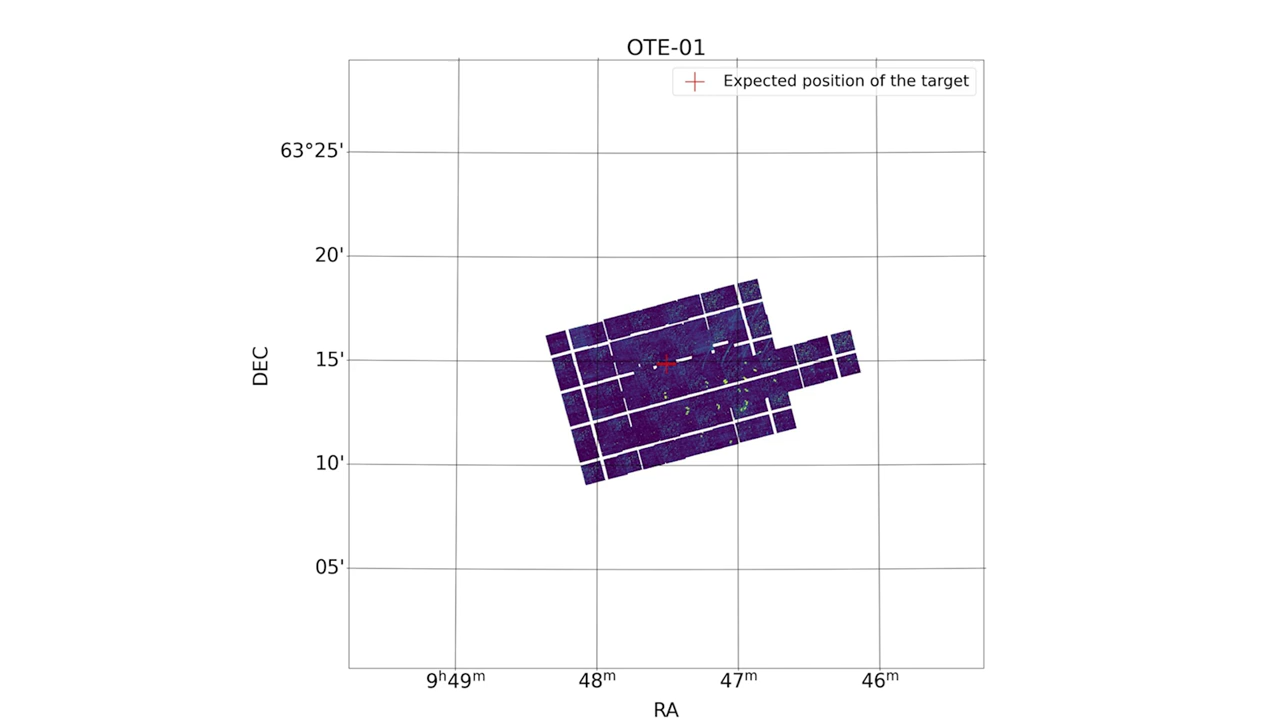 OTE-01
Expected position of the target
63°25'
20'
15'
10'
05'
DEC
9ʰ49ᵐ 48ᵐ 47ᵐ 46ᵐ
RA